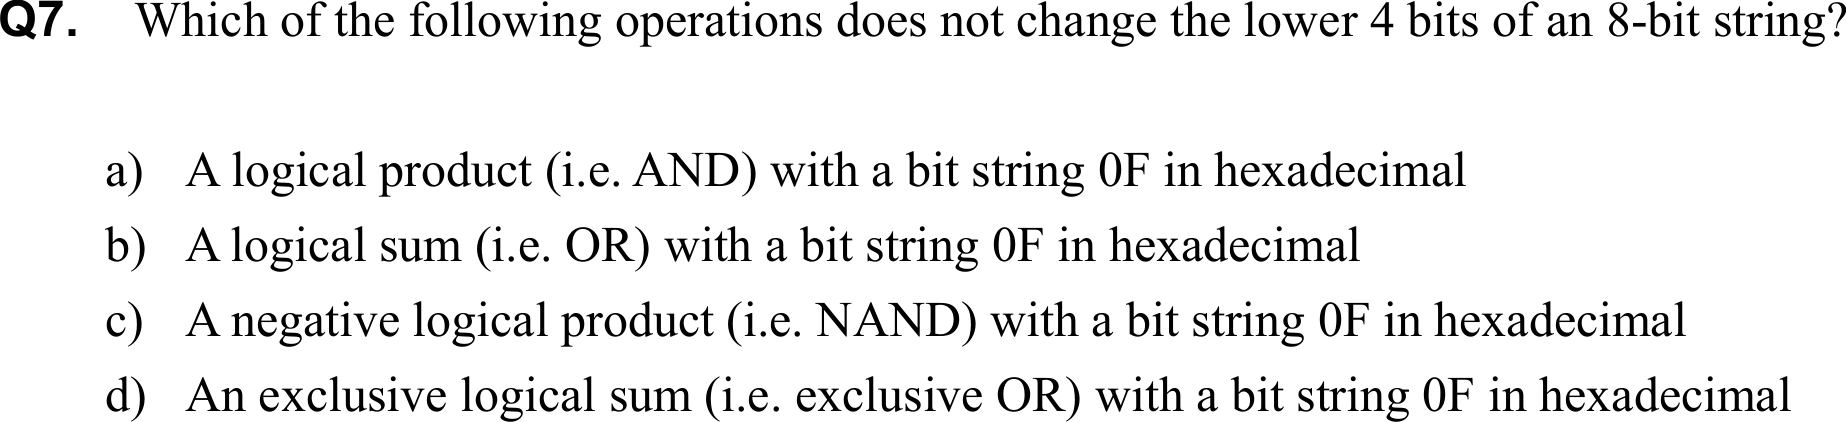 Q7. Which of the following operations does not change the lower 4 bits of an 8-bit string?
a) A logical product (i.e. AND) with a bit string 0F in hexadecimal
b) A logical sum (i.e. OR) with a bit string 0F in hexadecimal
c) A negative logical product (i.e. NAND) with a bit string 0F in hexadecimal
d) An exclusive logical sum (i.e. exclusive OR) with a bit string 0F in hexadecimal